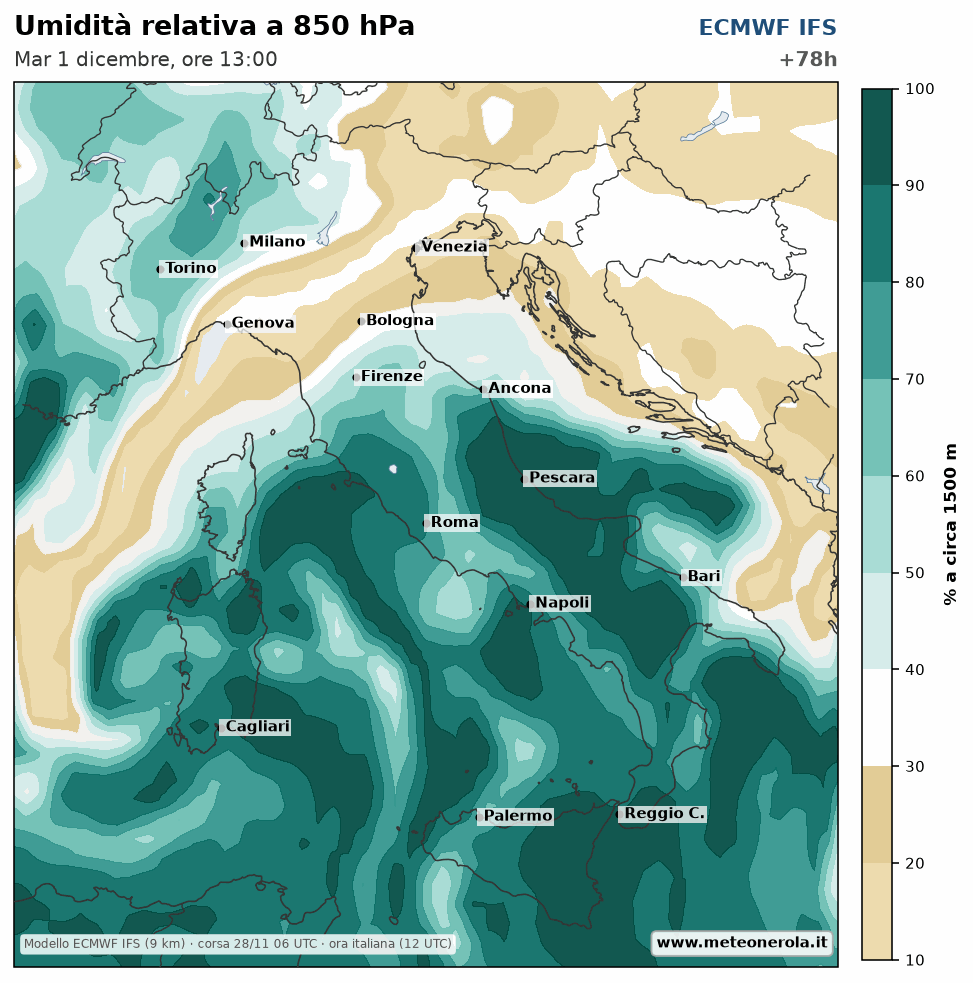 Umidità relativa a 850 hPa
ECMWF IFS
Mar 1 dicembre, ore 13:00
+78h
100
90
80
70
60
50
40
30
20
10
% a circa 1500 m
Milano
Venezia
Torino
Genova
Bologna
Firenze
Ancona
Pescara
Roma
Bari
Napoli
Cagliari
Palermo
Reggio C.
Modello ECMWF IFS (9 km) · corsa 28/11 06 UTC · ora italiana (12 UTC)
www.meteonerola.it